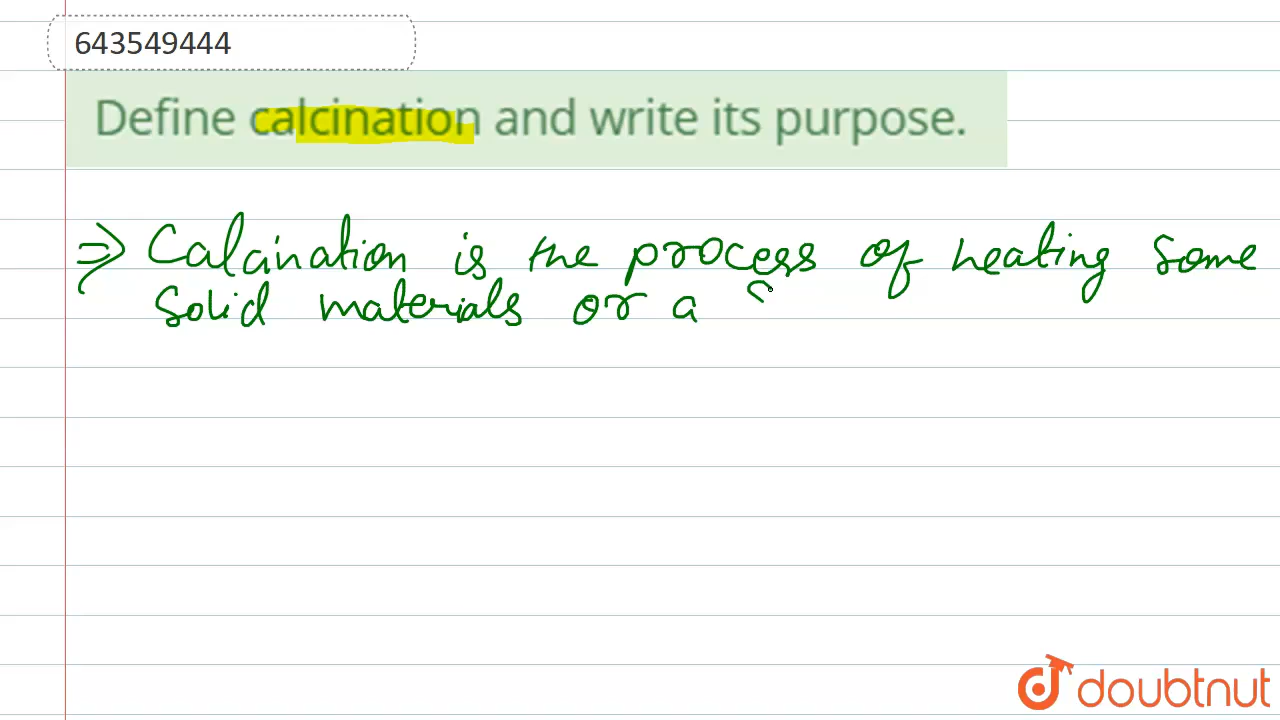 643549444
Define calcination and write its purpose.
⇒ Calcination is the process of heating some
solid materials or a
doubtnut